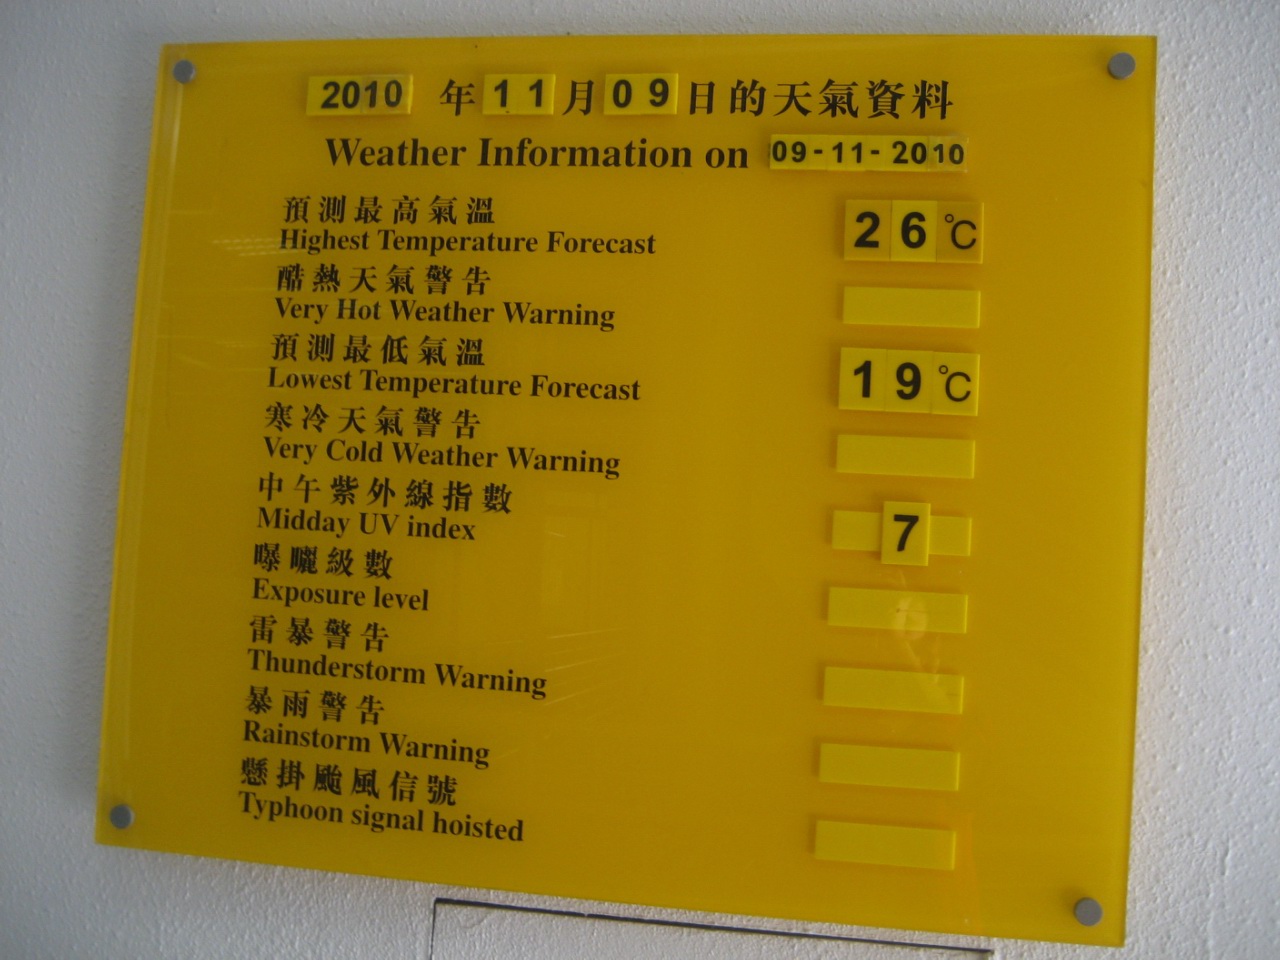 2010 年 11 月 09 日的天氣資料
Weather Information on 09-11-2010
預測最高氣溫
Highest Temperature Forecast 26 °C
酷熱天氣警告
Very Hot Weather Warning
預測最低氣溫
Lowest Temperature Forecast 19 °C
寒冷天氣警告
Very Cold Weather Warning
中午紫外線指數
Midday UV index 7
曝曬級數
Exposure level
雷暴警告
Thunderstorm Warning
暴雨警告
Rainstorm Warning
懸掛颱風信號
Typhoon signal hoisted